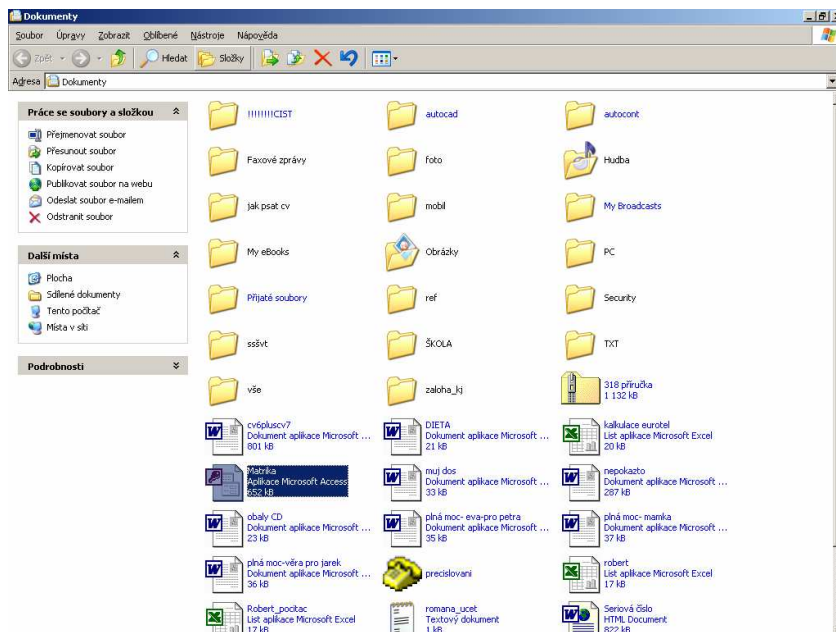 Dokumenty
Soubor Úpravy Zobrazit Oblíbené Nástroje Nápověda
Zpět Hledat Složky
Adresa Dokumenty
Práce se soubory a složkou
Přejmenovat soubor
Přesunout soubor
Kopírovat soubor
Publikovat soubor na webu
Odeslat soubor e-mailem
Odstranit soubor
Další místa
Plocha
Sdílené dokumenty
Tento počítač
Místa v síti
Podrobnosti
!!!!!!!!CIST autocad autocont
Faxové zprávy foto Hudba
jak psat cv mobil My Broadcasts
My eBooks Obrázky PC
Přijaté soubory ref Security
sšsvt ŠKOLA TXT
vše zaloha_kj 318 příručka
1 132 kB
cv6pluscv7 DIETA kalkulace eurotel
Dokument aplikace Microsoft ... Dokument aplikace Microsoft ... List aplikace Microsoft Excel
801 kB 21 kB 20 kB
Matrika muj dos nepokazto
Aplikace Microsoft Access Dokument aplikace Microsoft ... Dokument aplikace Microsoft ...
652 kB 33 kB 287 kB
obaly CD plná moc- eva-pro petra plná moc- mamka
Dokument aplikace Microsoft ... Dokument aplikace Microsoft ... Dokument aplikace Microsoft ...
23 kB 35 kB 37 kB
plná moc-věra pro jarek precislovani robert
Dokument aplikace Microsoft ... List aplikace Microsoft Excel
36 kB 17 kB
Robert_pocitac romana_ucet Seriová číslo
List aplikace Microsoft Excel Textový dokument HTML Document
17 kB 1 kB 822 kB